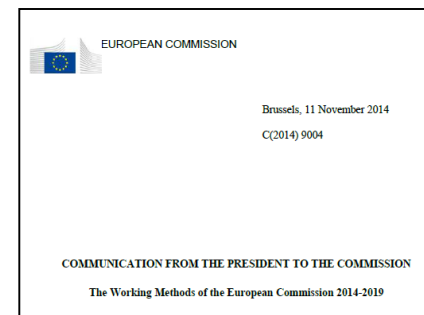 EUROPEAN COMMISSION
Brussels, 11 November 2014
C(2014) 9004
COMMUNICATION FROM THE PRESIDENT TO THE COMMISSION
The Working Methods of the European Commission 2014-2019